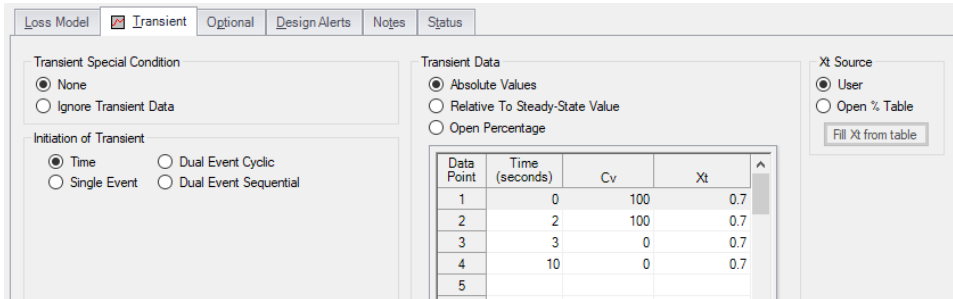 Loss Model Transient Optional Design Alerts Notes Status
Transient Special Condition
None
Ignore Transient Data
Initiation of Transient
Time Dual Event Cyclic
Single Event Dual Event Sequential
Transient Data
Absolute Values
Relative To Steady-State Value
Open Percentage
Data Point Time (seconds) Cv Xt
1 0 100 0.7
2 2 100 0.7
3 3 0 0.7
4 10 0 0.7
5
Xt Source
User
Open % Table
Fill Xt from table